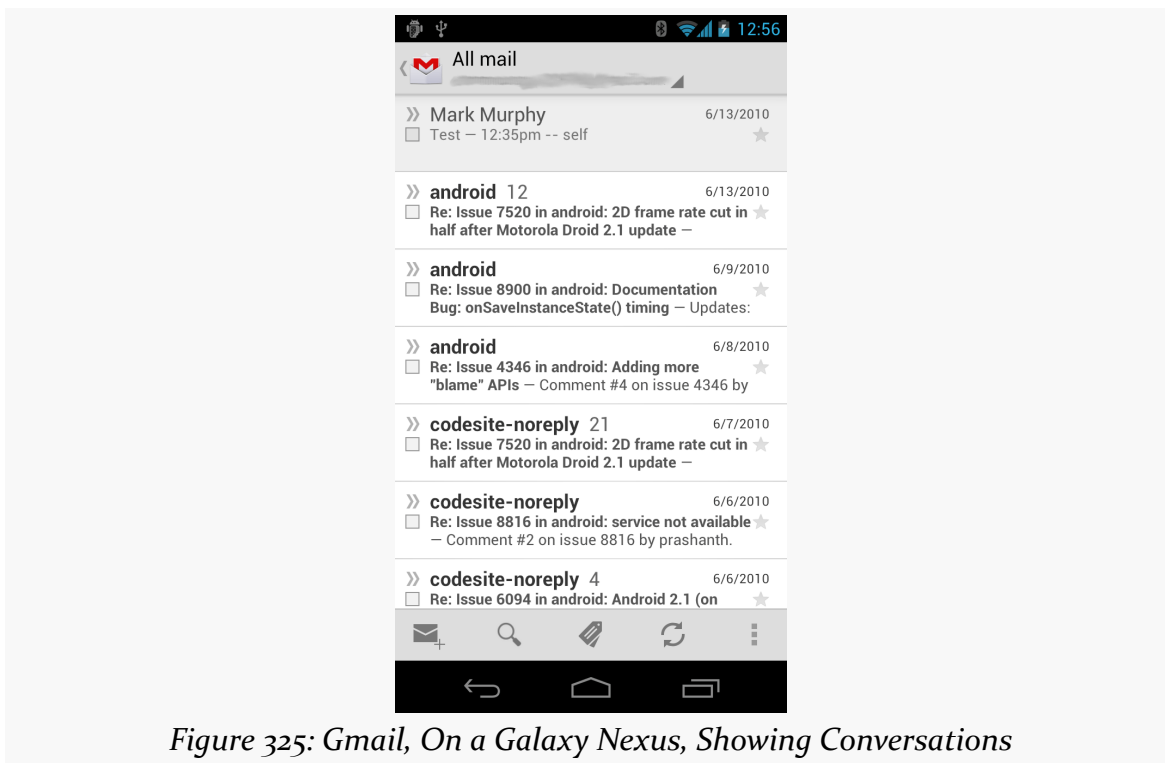 12:56
All mail
Mark Murphy 6/13/2010
Test — 12:35pm -- self
android 12 6/13/2010
Re: Issue 7520 in android: 2D frame rate cut in
half after Motorola Droid 2.1 update —
android 6/9/2010
Re: Issue 8900 in android: Documentation
Bug: onSaveInstanceState() timing — Updates:
android 6/8/2010
Re: Issue 4346 in android: Adding more
"blame" APIs — Comment #4 on issue 4346 by
codesite-noreply 21 6/7/2010
Re: Issue 7520 in android: 2D frame rate cut in
half after Motorola Droid 2.1 update —
codesite-noreply 6/6/2010
Re: Issue 8816 in android: service not available
— Comment #2 on issue 8816 by prashanth.
codesite-noreply 4 6/6/2010
Re: Issue 6094 in android: Android 2.1 (on
Figure 325: Gmail, On a Galaxy Nexus, Showing Conversations